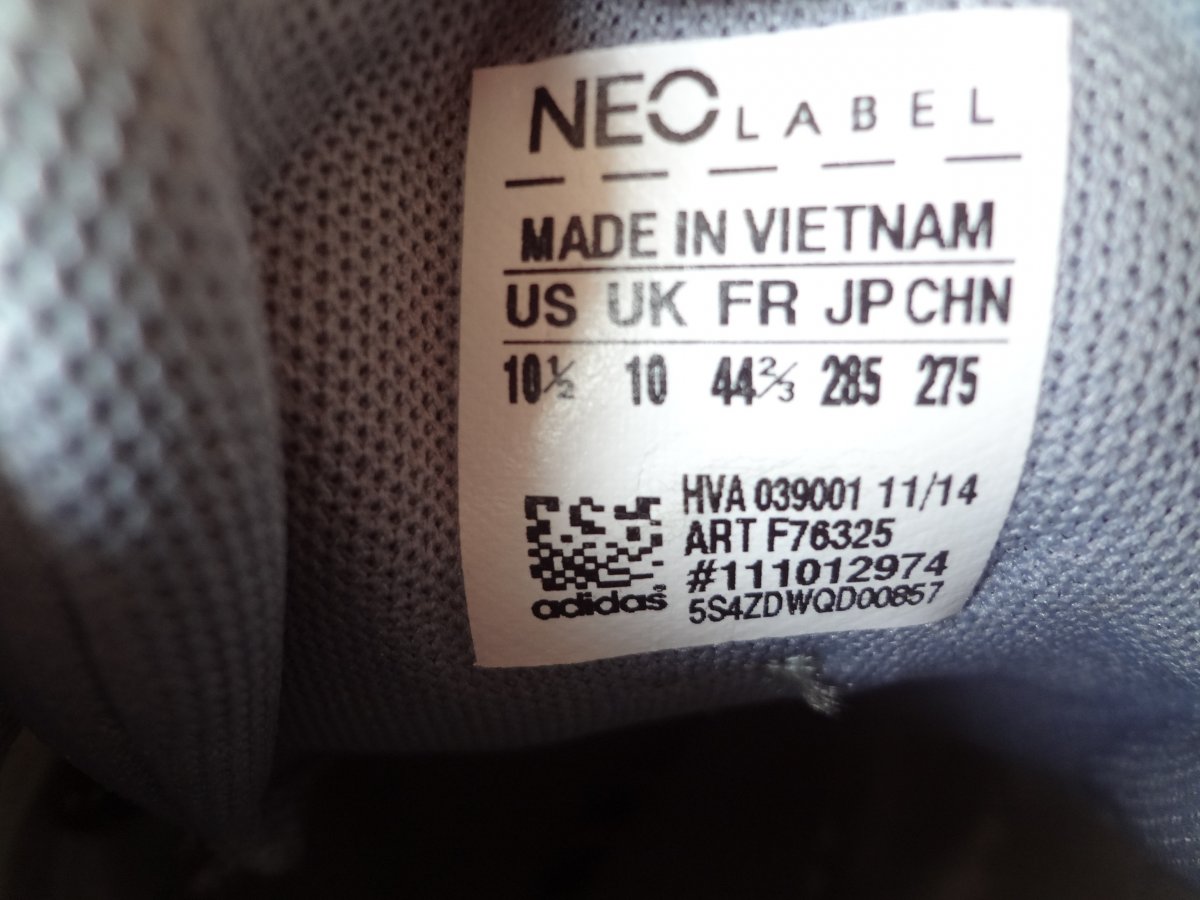 NEO LABEL
MADE IN VIETNAM
US UK FR JP CHN
10½ 10 44⅔ 285 275
HVA 039001 11/14
ART F76325
#111012974
adidas 5S4ZDWQD00857